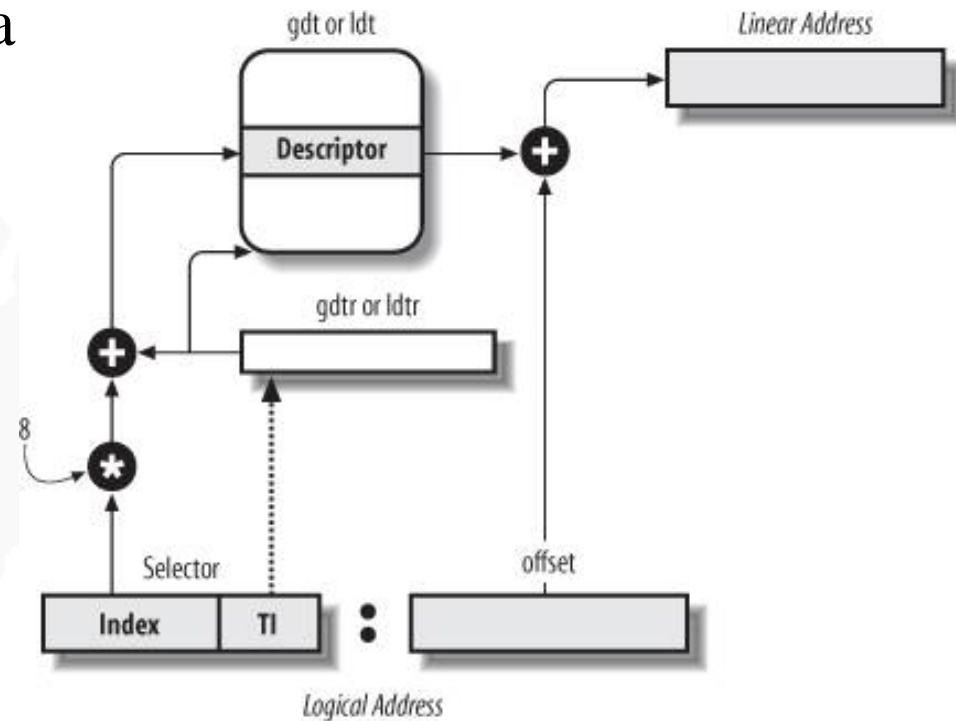 a
gdt or ldt
Linear Address
Descriptor
+
gdtr or ldtr
+
8
*
Selector
offset
Index
TI
:
Logical Address